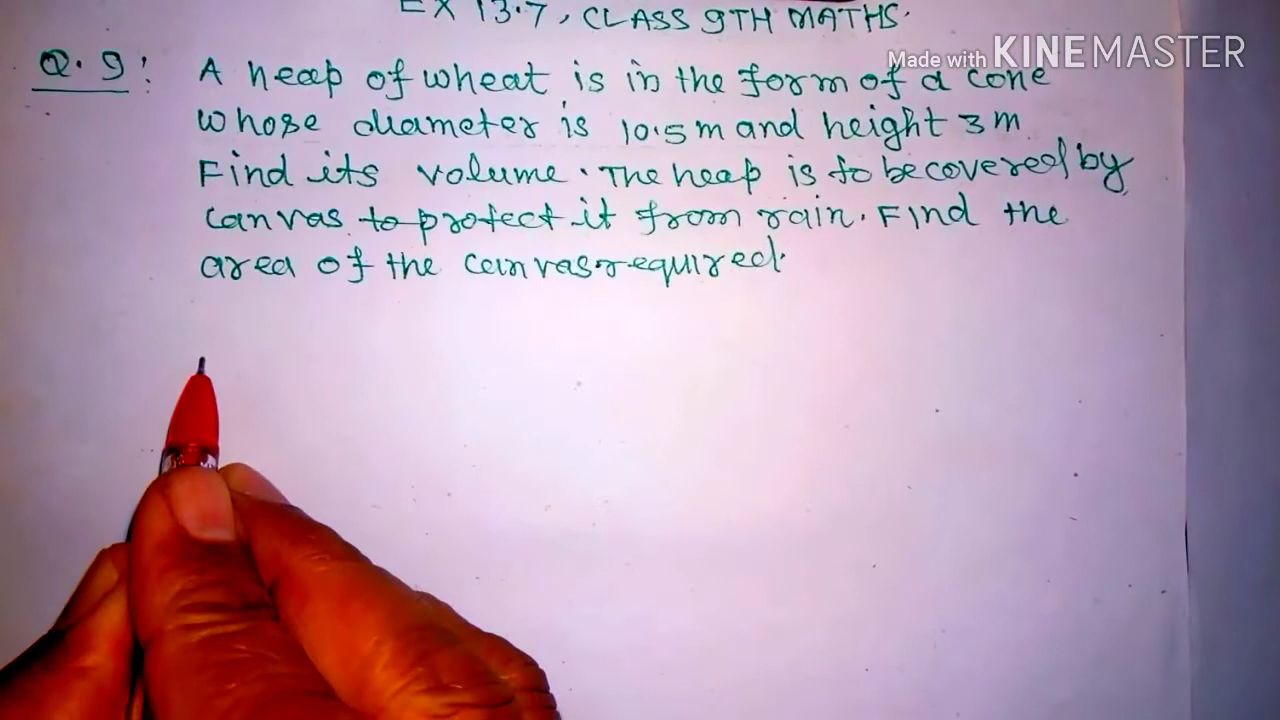 EX 13.7, CLASS 9TH MATHS.
Made with KINEMASTER
Q. 9: A heap of wheat is in the form of a cone
whose diameter is 10.5 m and height 3 m
Find its volume. The heap is to be covered by
canvas to protect it from rain. Find the
area of the canvas required.